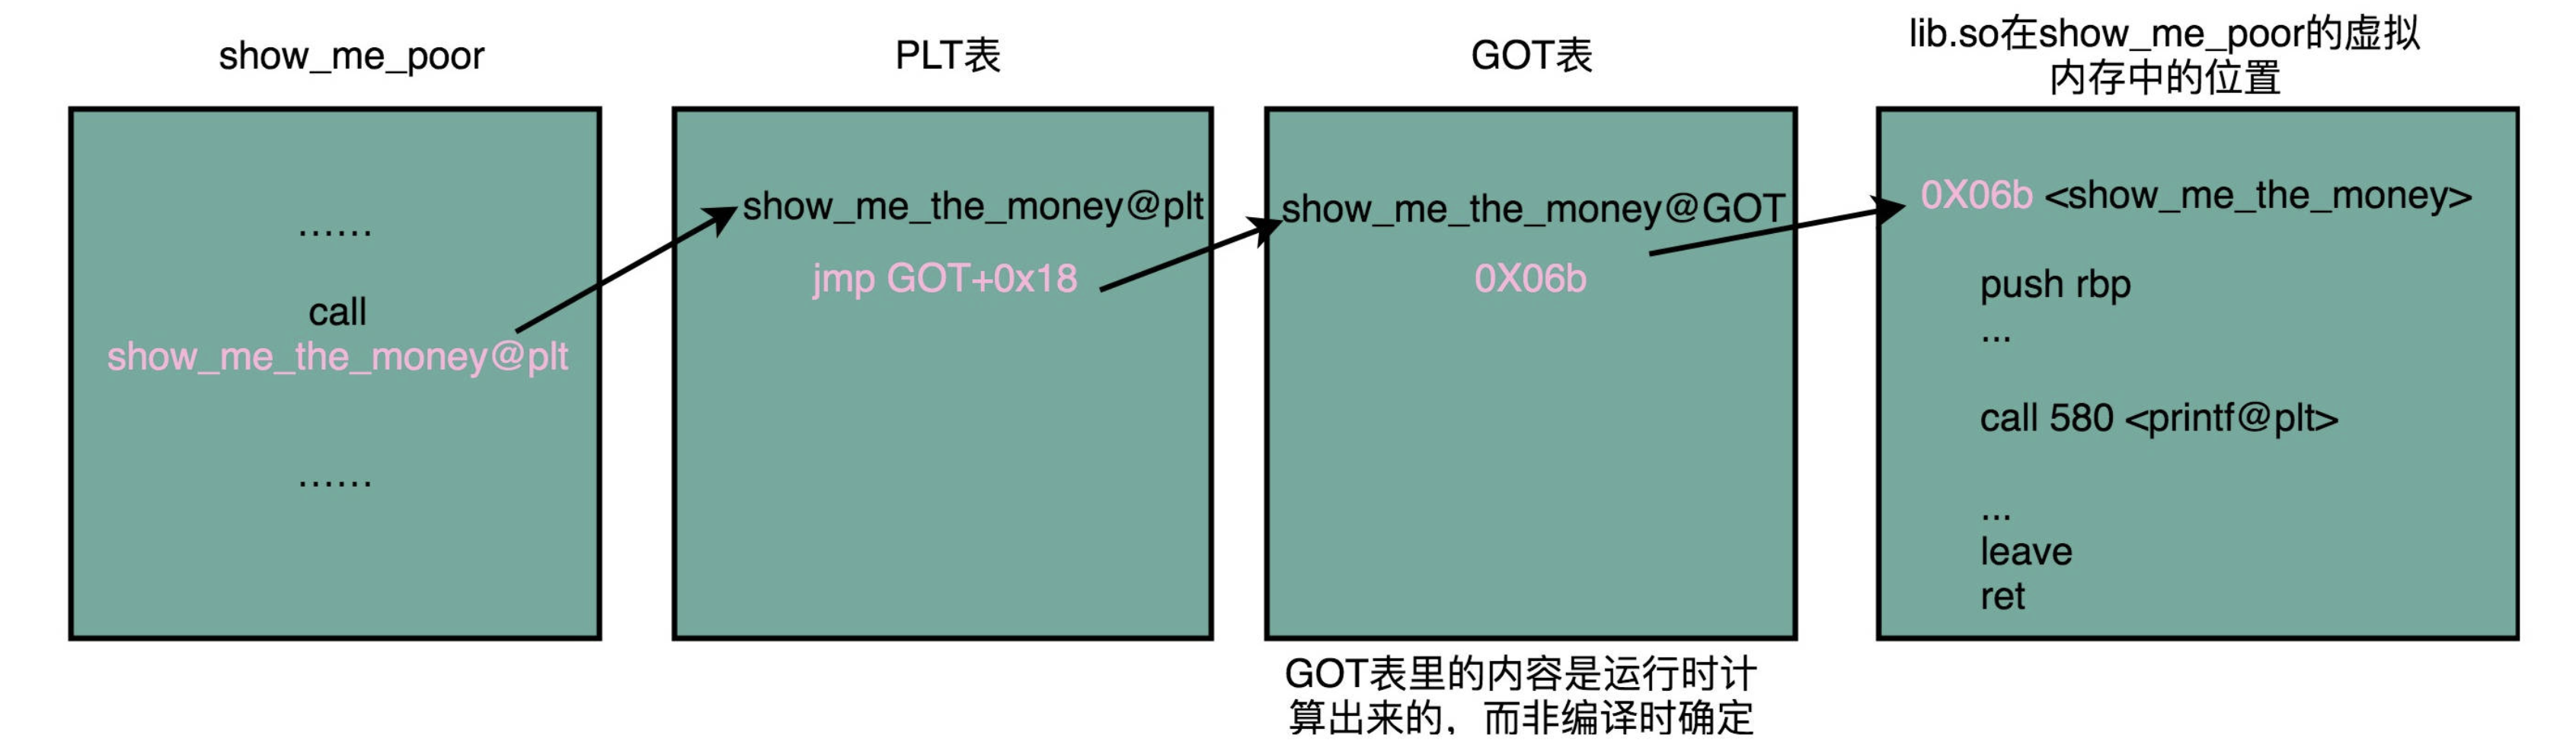 show_me_poor
......
call
show_me_the_money@plt
......
PLT表
show_me_the_money@plt
jmp GOT+0x18
GOT表
show_me_the_money@GOT
0X06b
GOT表里的内容是运行时计
算出来的，而非编译时确定
lib.so在show_me_poor的虚拟
内存中的位置
0X06b <show_me_the_money>
push rbp
...
call 580 <printf@plt>
...
leave
ret